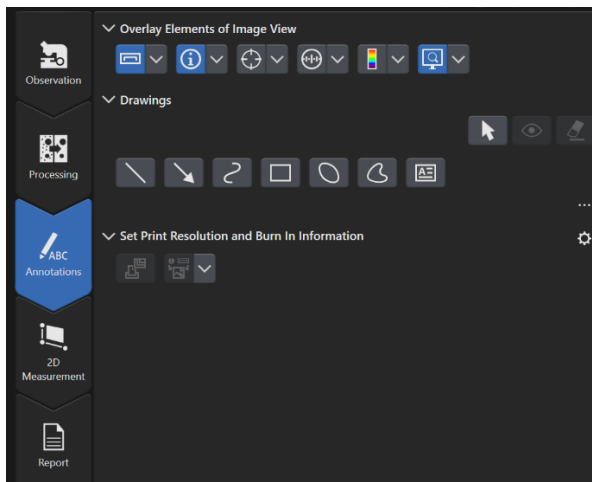 Overlay Elements of Image View
Observation
Drawings
Processing
ABC
Annotations
Set Print Resolution and Burn In Information
2D
Measurement
Report